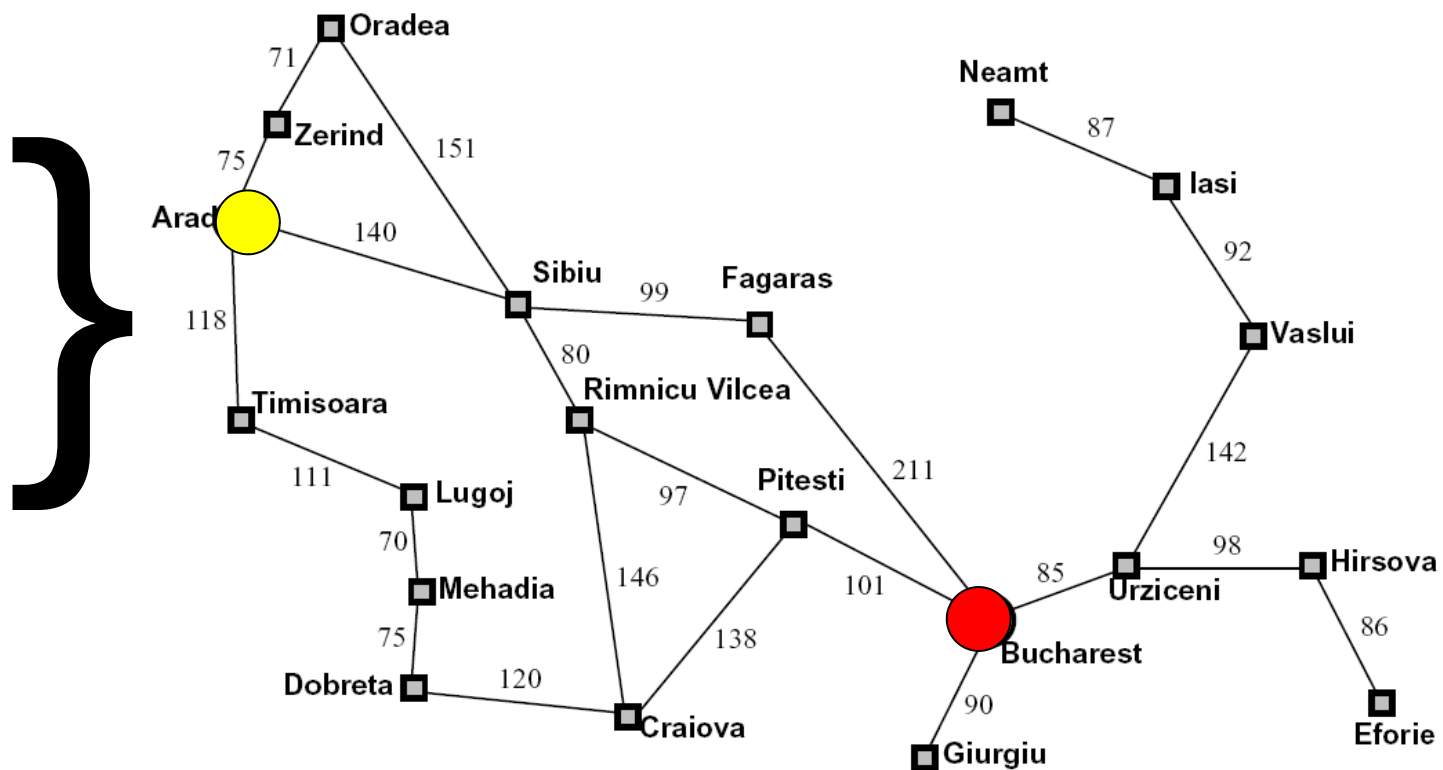 Oradea
71
Neamt
87
Zerind
151
75
Iasi
Arad
140
92
Sibiu
Fagaras
99
118
Vaslui
80
Rimnicu Vilcea
Timisoara
142
211
Pitesti
111
Lugoj
97
70
98
Hirsova
146
101
85
Urziceni
Mehadia
86
75
138
Bucharest
Dobreta
120
90
Craiova
Eforie
Giurgiu